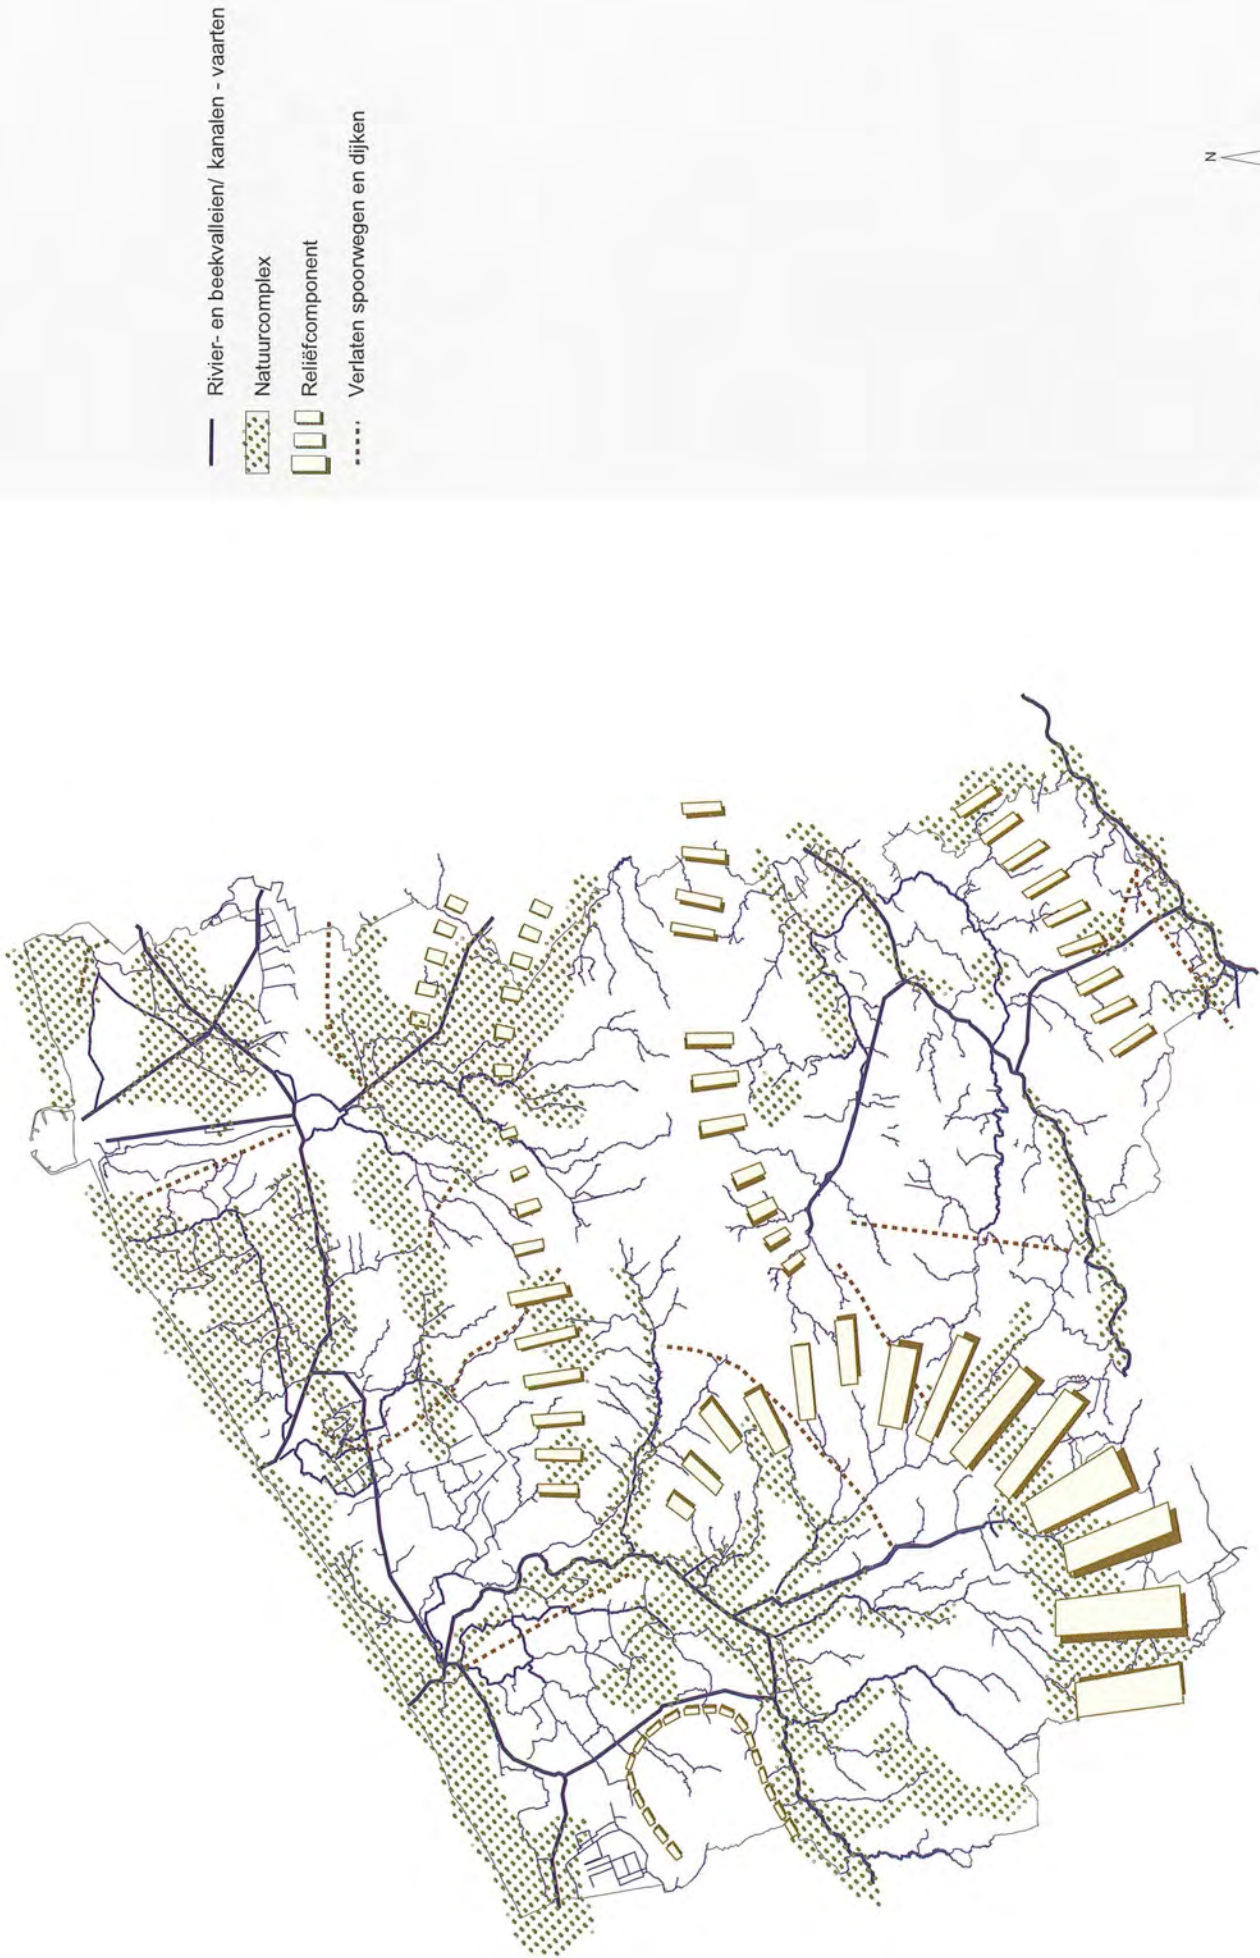 Rivier- en beekvalleien/ kanalen - vaarten
Natuurcomplex
Reliëfcomponent
Verlaten spoorwegen en dijken
N